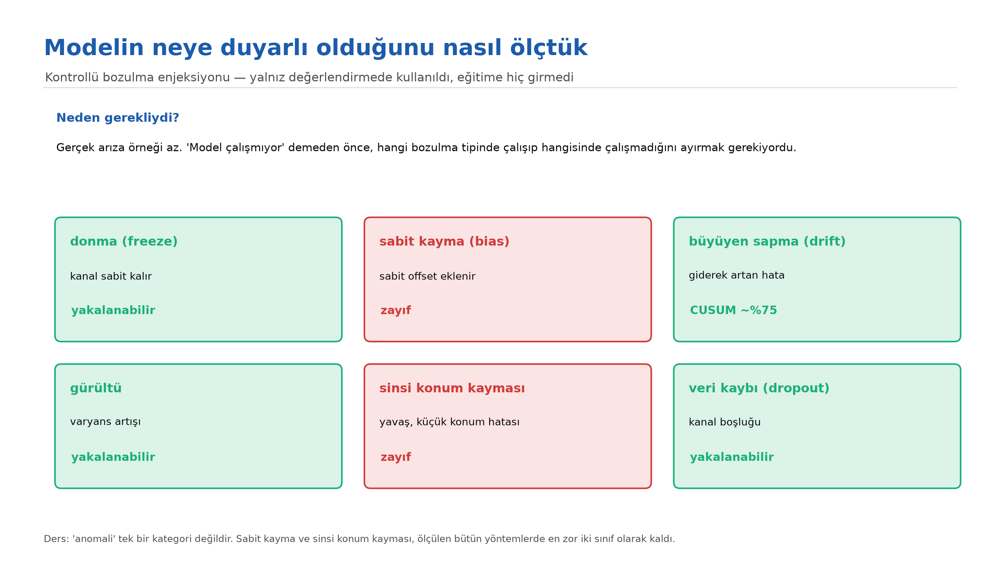 Modelin neye duyarlı olduğunu nasıl ölçtük
Kontrollü bozulma enjeksiyonu — yalnız değerlendirmede kullanıldı, eğitime hiç girmedi
Neden gerekliydi?
Gerçek arıza örneği az. 'Model çalışmıyor' demeden önce, hangi bozulma tipinde çalışıp hangisinde çalışmadığını ayırmak gerekiyordu.
donma (freeze)
kanal sabit kalır
yakalanabilir
sabit kayma (bias)
sabit offset eklenir
zayıf
büyüyen sapma (drift)
giderek artan hata
CUSUM ~%75
gürültü
varyans artışı
yakalanabilir
sinsi konum kayması
yavaş, küçük konum hatası
zayıf
veri kaybı (dropout)
kanal boşluğu
yakalanabilir
Ders: 'anomali' tek bir kategori değildir. Sabit kayma ve sinsi konum kayması, ölçülen bütün yöntemlerde en zor iki sınıf olarak kaldı.